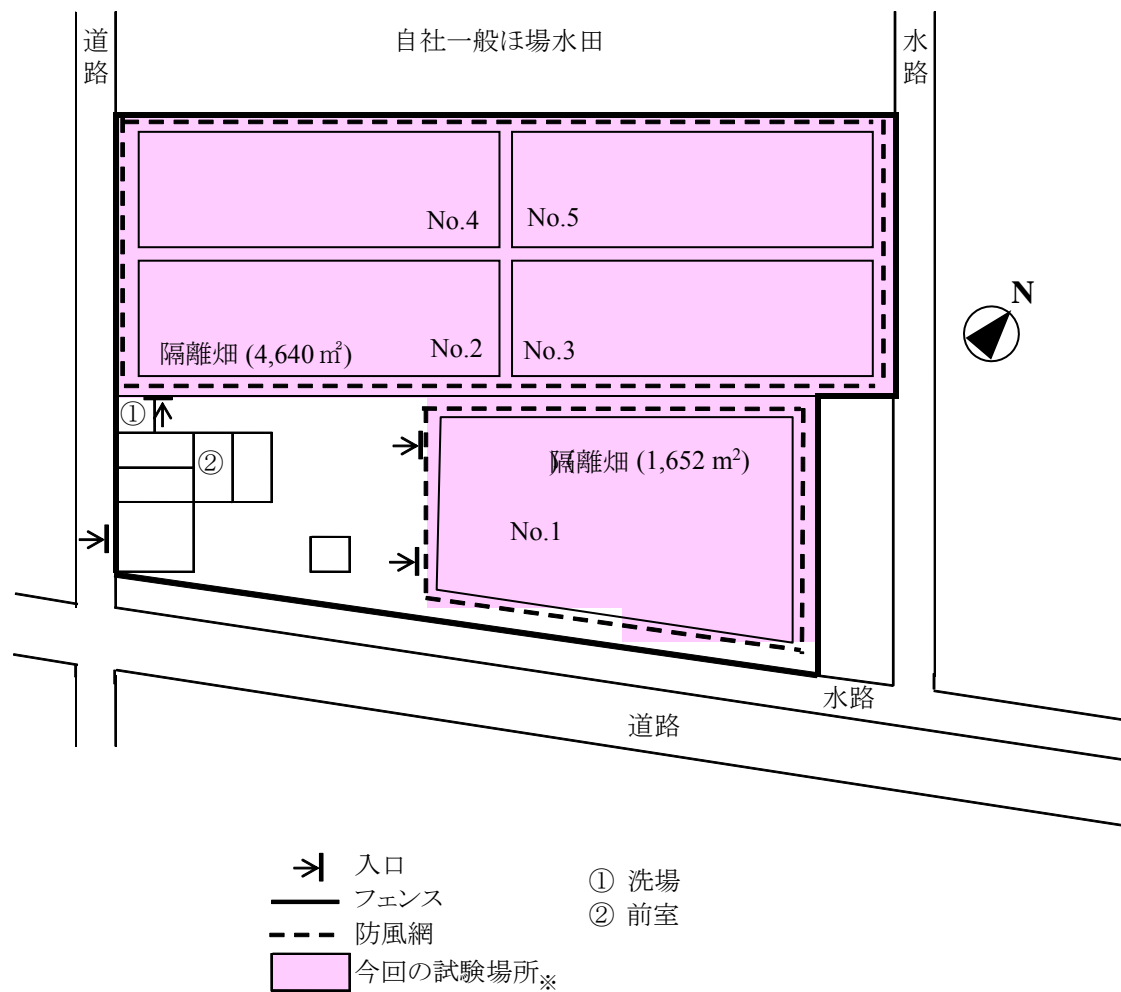 道路
自社一般ほ場水田
水路
No.4
No.5
隔離畑 (4,640 ㎡)
No.2
No.3
N
①
②
隔離畑 (1,652 m²)
No.1
水路
道路
入口
フェンス
防風網
今回の試験場所※
① 洗場
② 前室